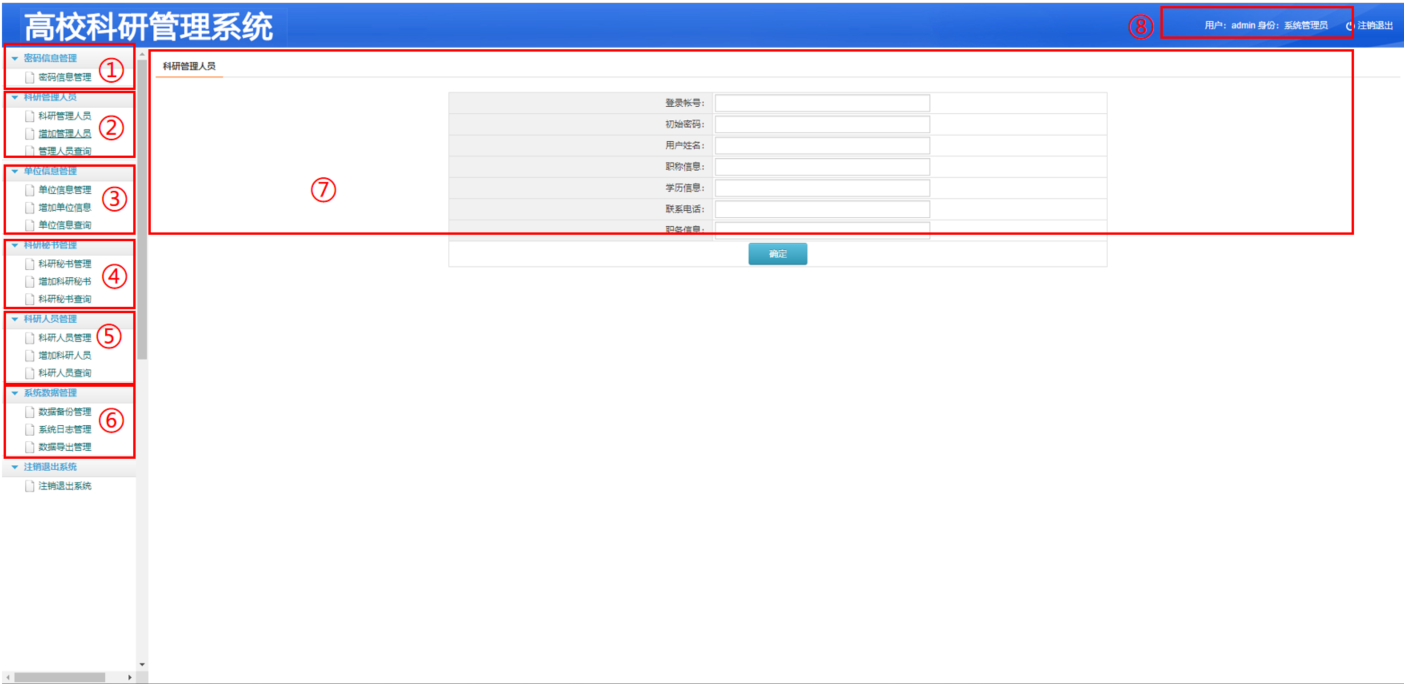 高校科研管理系统
⑧
用户：admin 身份：系统管理员 注销退出
密码信息管理
密码信息管理
①
科研管理人员
科研管理人员
增加管理人员
管理人员查询
②
单位信息管理
单位信息管理
增加单位信息
单位信息查询
③
科研秘书管理
科研秘书管理
增加科研秘书
科研秘书查询
④
科研人员管理
科研人员管理
增加科研人员
科研人员查询
⑤
系统数据管理
数据备份管理
系统日志管理
数据导出管理
⑥
注销退出系统
注销退出系统
科研管理人员
⑦
登录帐号：
初始密码：
用户姓名：
职称信息：
学历信息：
联系电话：
职务信息：
确定